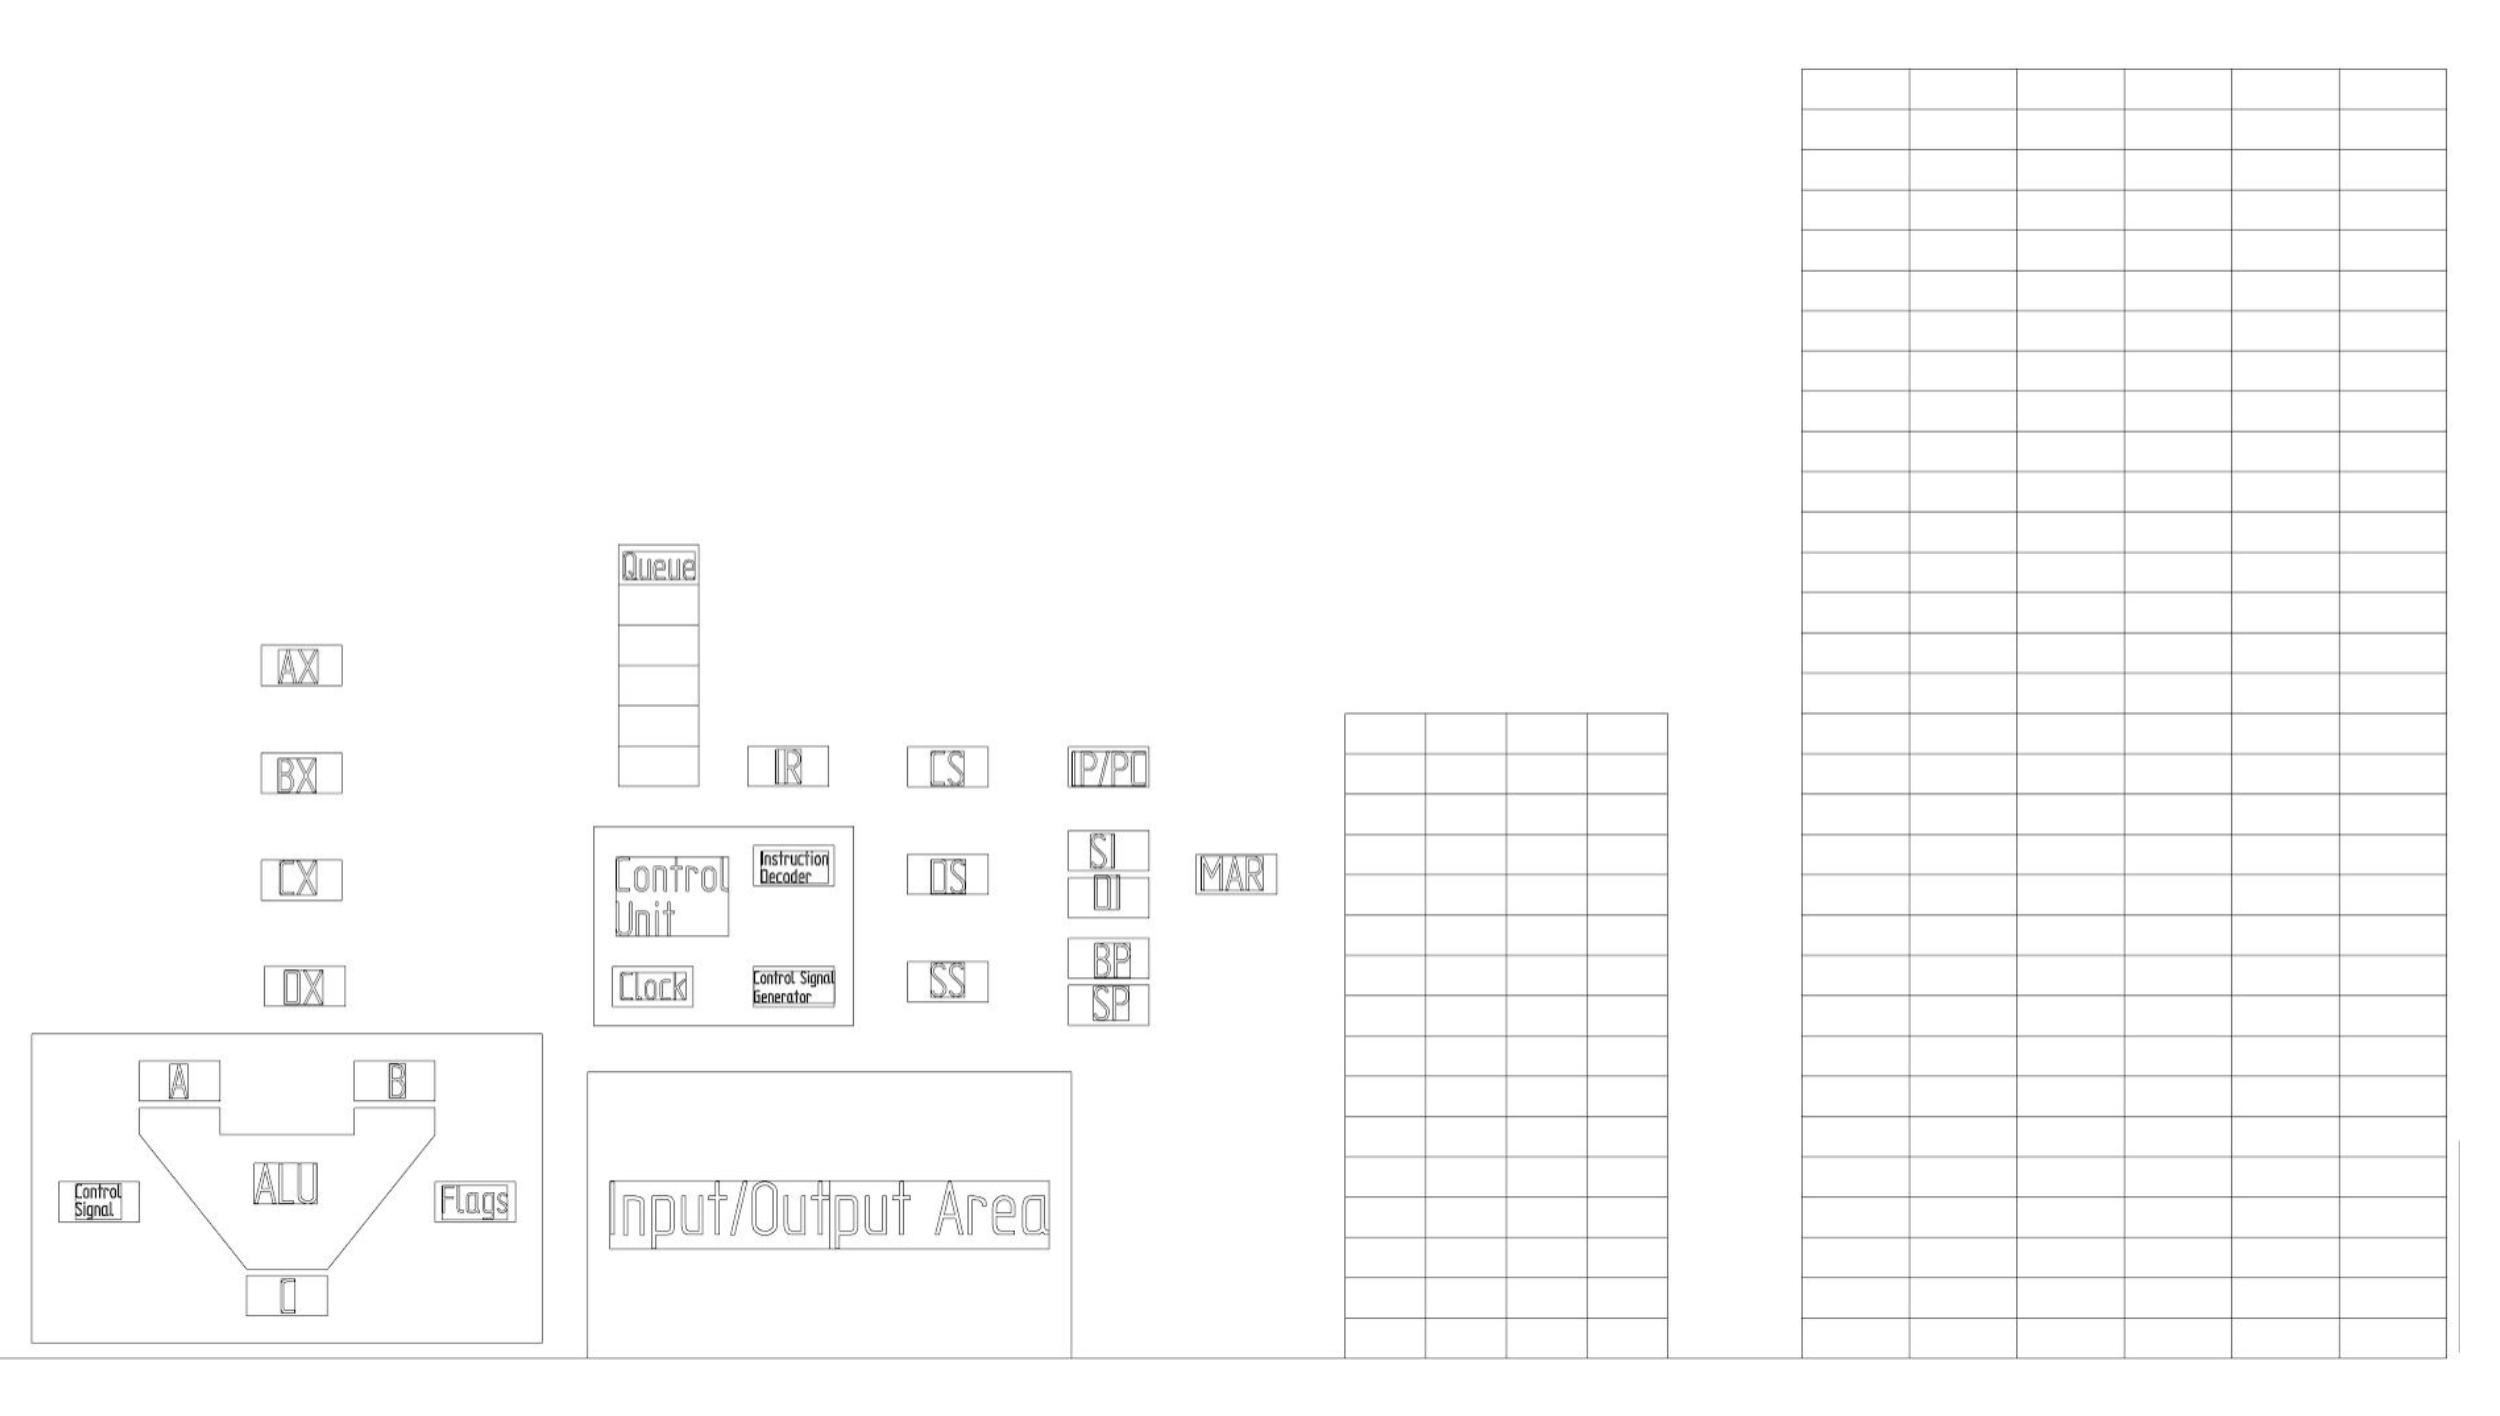 Queue
AX
BX
IR
CS
IP/PC
CX
DX
Control
Unit
Instruction
Decoder
Clock
Control Signal
Generator
DS
SS
SI
DI
BP
SP
MAR
A
B
ALU
Control
Signal
Flags
C
Input/Output Area